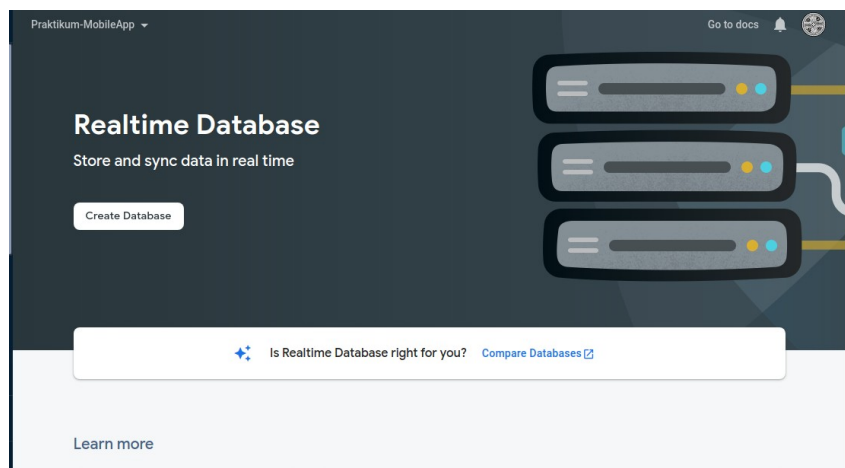 Praktikum-MobileApp
Go to docs
Realtime Database
Store and sync data in real time
Create Database
Is Realtime Database right for you? Compare Databases
Learn more